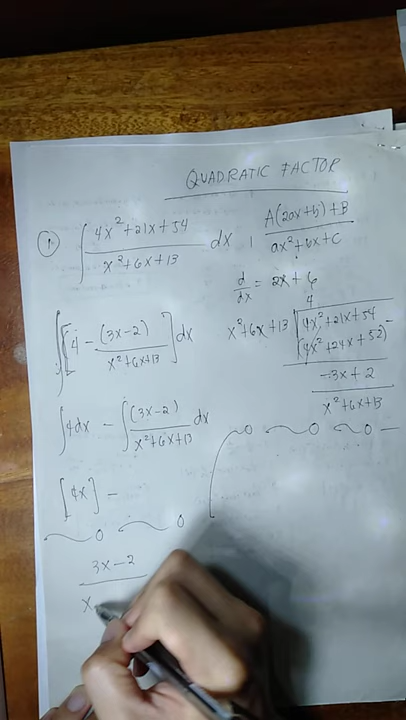 QUADRATIC FACTOR
① ∫ (4x²+21x+54)/(x²+6x+13) dx , (A(2ax+b)+B)/(ax²+bx+c)
d/dx = 2x+6
4
x²+6x+13 | 4x²+21x+54
(4x²+24x+52) -
-3x+2
x²+6x+13
∫[4 - (3x-2)/(x²+6x+13)]dx
∫4dx - ∫(3x-2)/(x²+6x+13) dx
[4x] -
3x-2
x